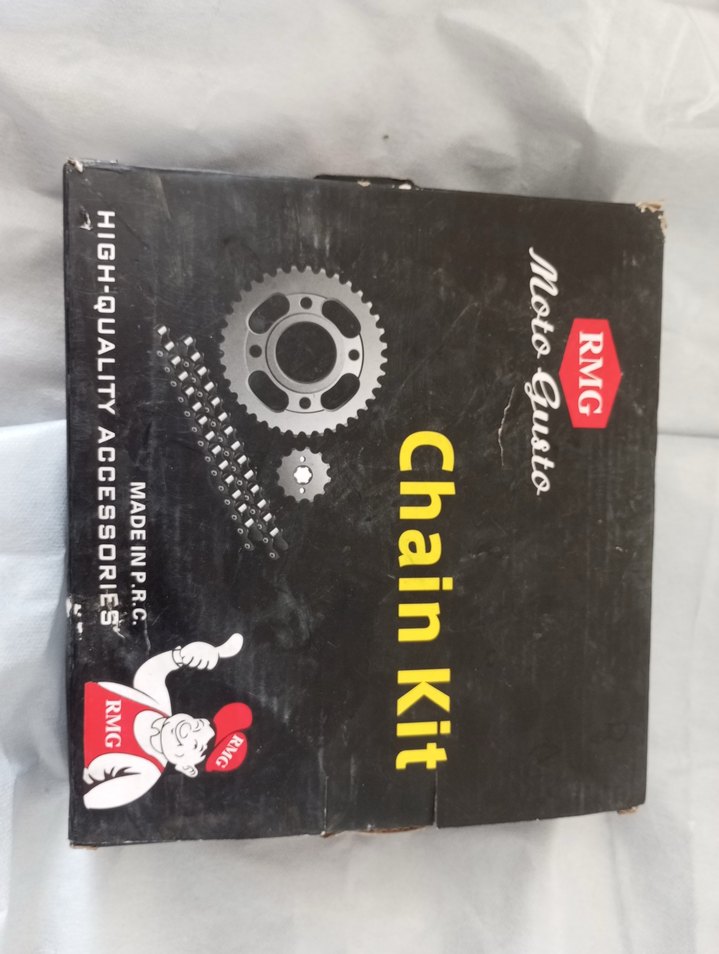 RMG
Moto Gusto
Chain Kit
MADE IN P.R.C.
HIGH-QUALITY ACCESSORIES
RMG
RMG